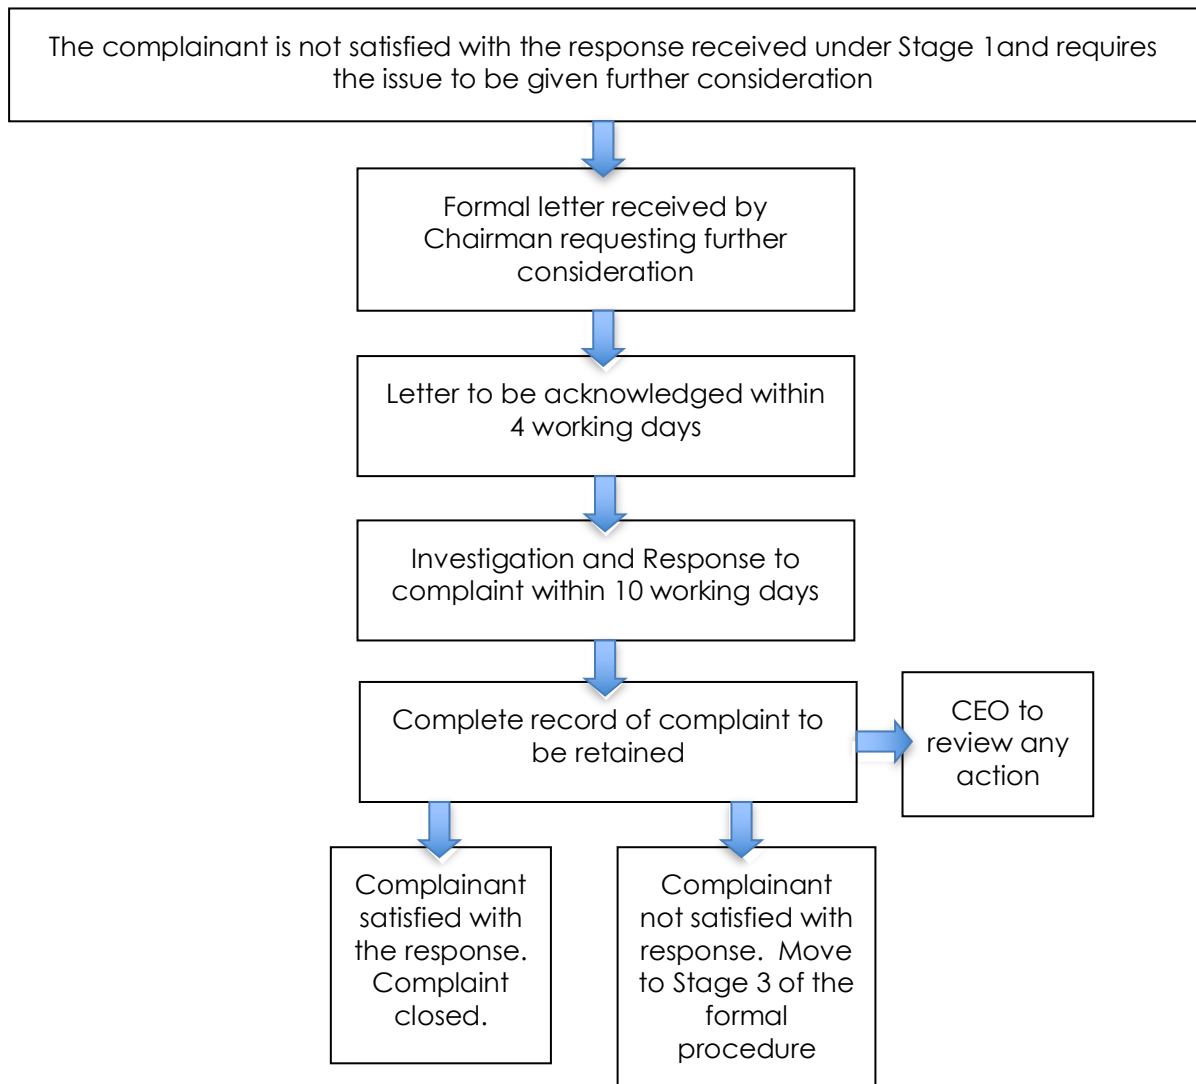 The complainant is not satisfied with the response received under Stage 1and requires
the issue to be given further consideration
Formal letter received by
Chairman requesting further
consideration
Letter to be acknowledged within
4 working days
Investigation and Response to
complaint within 10 working days
Complete record of complaint to
be retained
CEO to
review any
action
Complainant
satisfied with
the response.
Complaint
closed.
Complainant
not satisfied with
response.  Move
to Stage 3 of the
formal
procedure